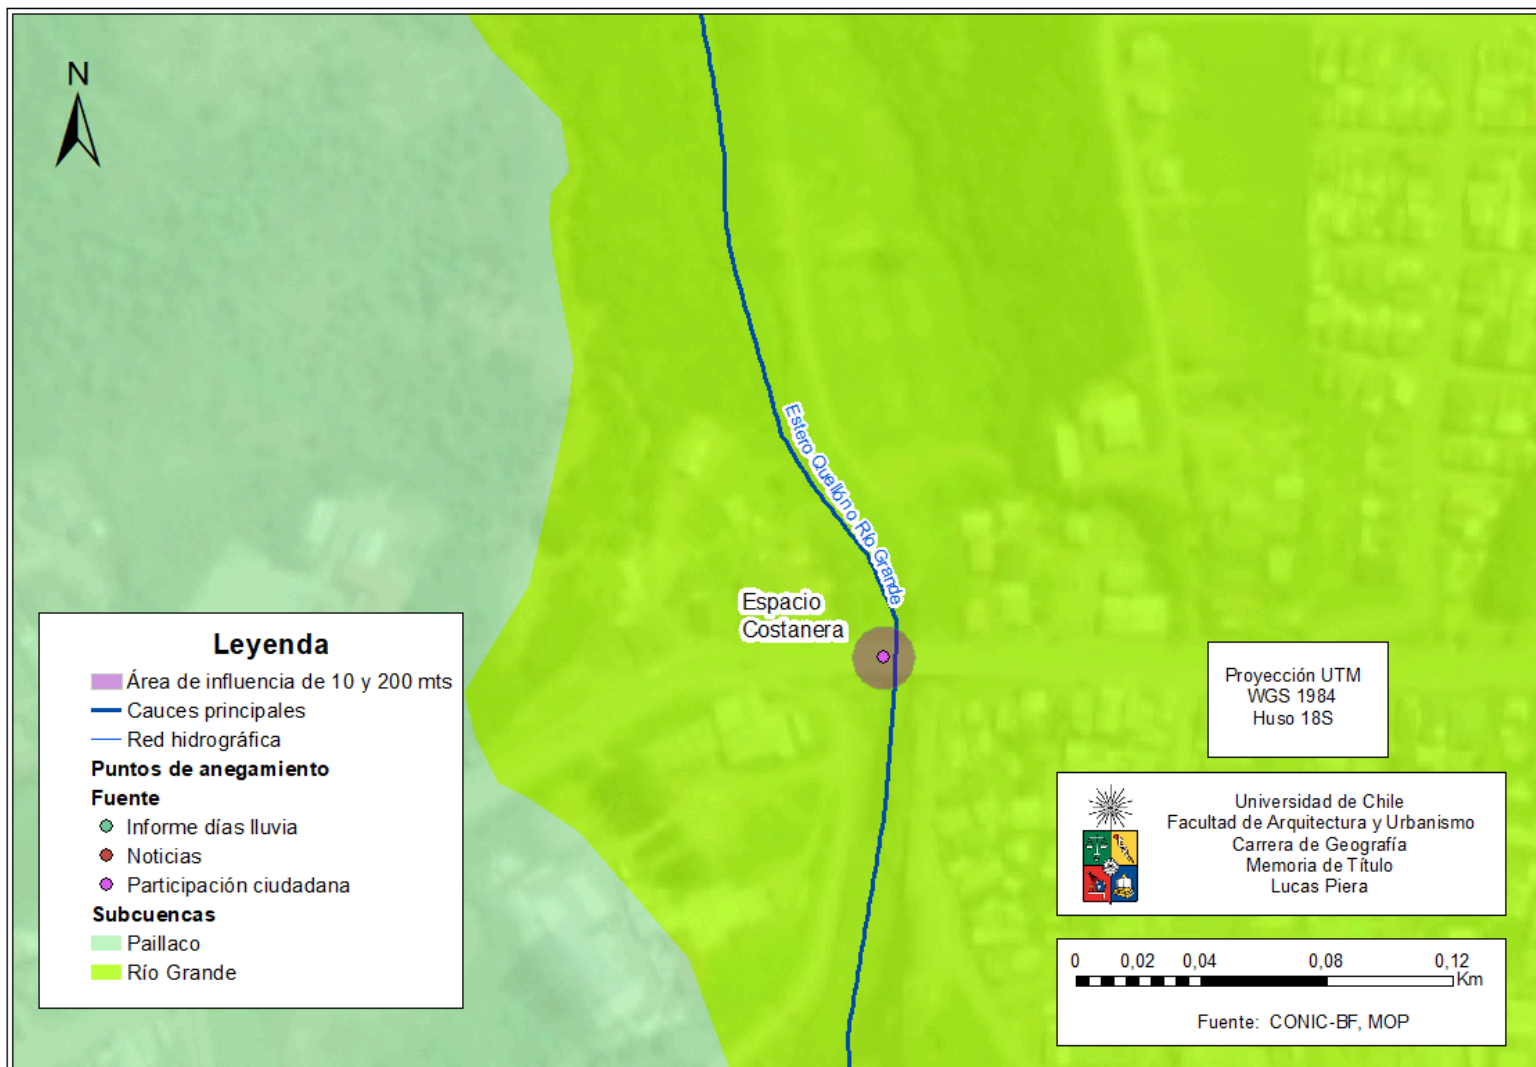 N
Estero Quellón o Río Grande
Espacio
Costanera
Leyenda
Área de influencia de 10 y 200 mts
Cauces principales
Red hidrográfica
Puntos de anegamiento
Fuente
Informe días lluvia
Noticias
Participación ciudadana
Subcuencas
Paillaco
Río Grande
Proyección UTM
WGS 1984
Huso 18S
Universidad de Chile
Facultad de Arquitectura y Urbanismo
Carrera de Geografía
Memoria de Título
Lucas Piera
0 0,02 0,04 0,08 0,12
Km
Fuente: CONIC-BF, MOP